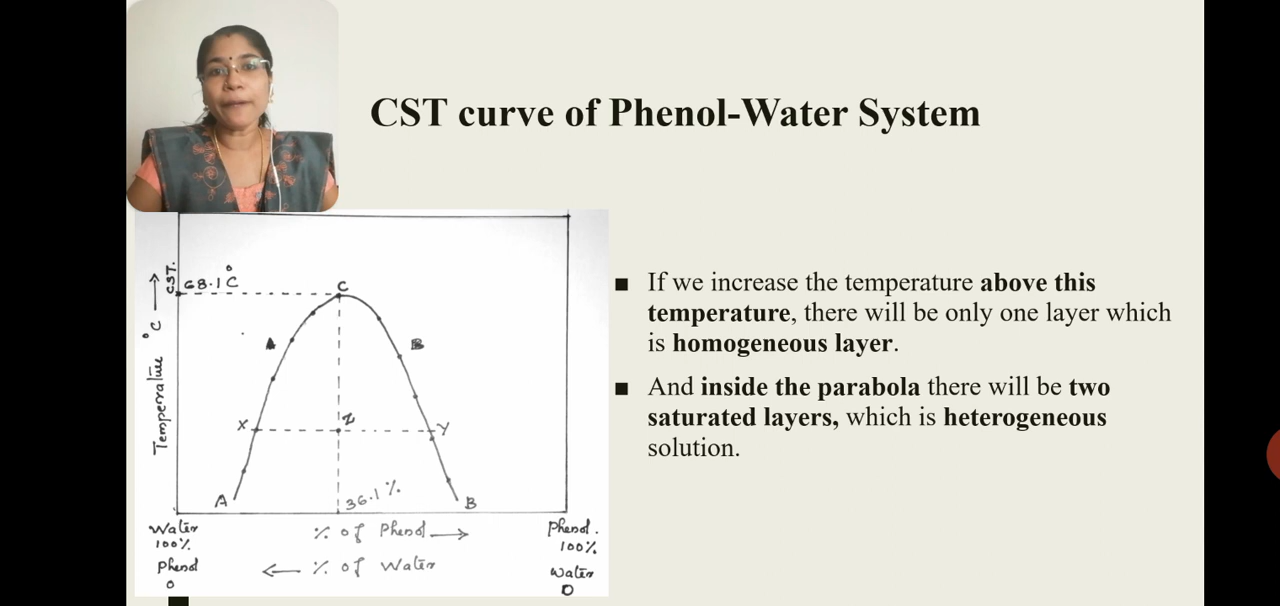 CST curve of Phenol-Water System
■ If we increase the temperature above this
temperature, there will be only one layer which
is homogeneous layer.
■ And inside the parabola there will be two
saturated layers, which is heterogeneous
solution.
CST.
68.1°C
C
Temperature °C →
A
B
X
Z
Y
A
36.1%
B
Water
100%
Phenol
0
% of Phenol →
← % of Water
Phenol.
100%
Water
0